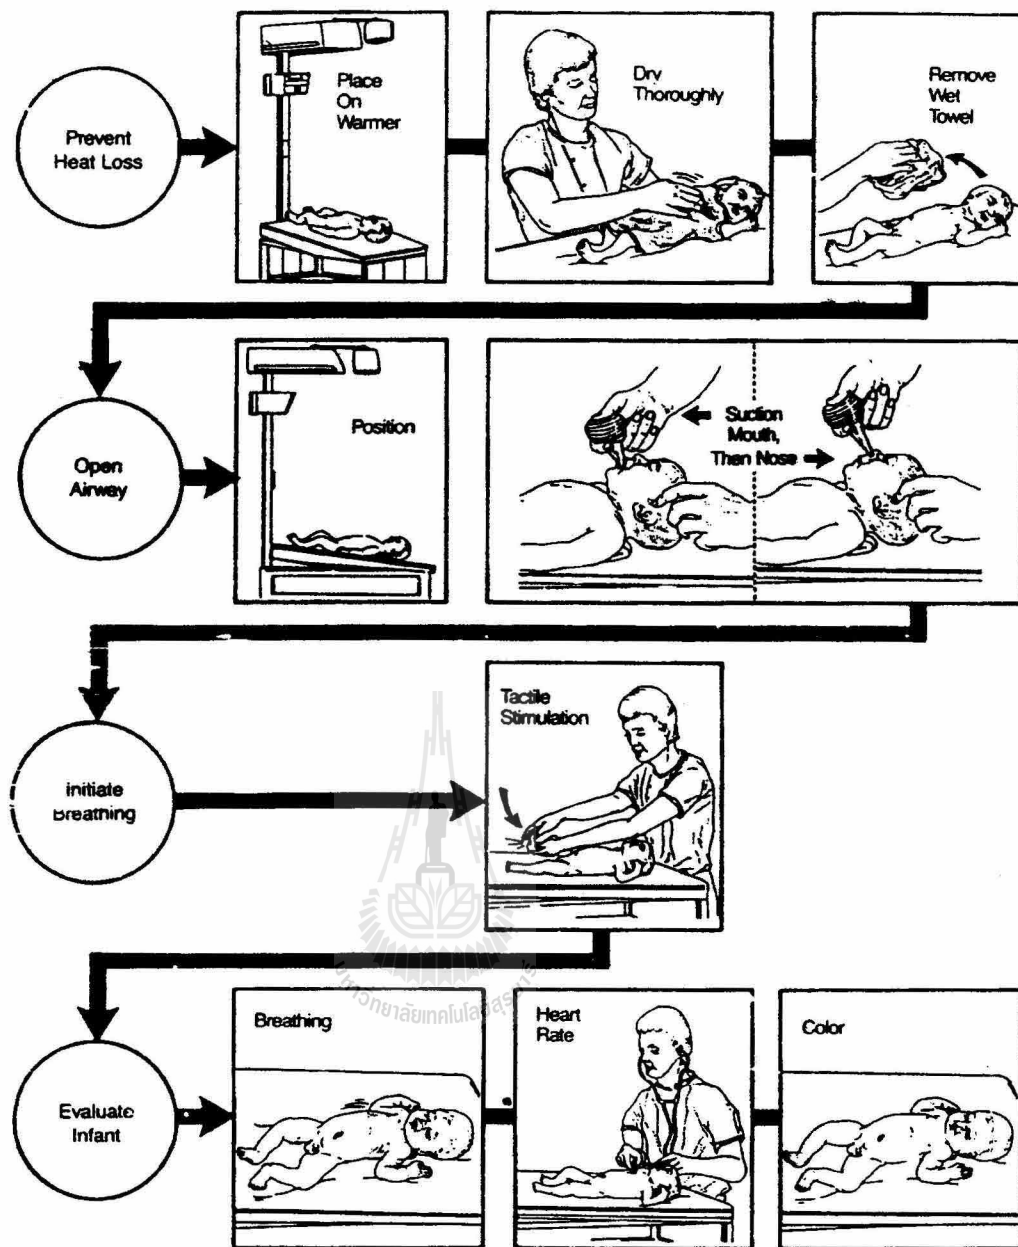 Prevent
Heat Loss
Place
On
Warmer
Dry
Thoroughly
Remove
Wet
Towel
Open
Airway
Position
Suction
Mouth,
Then Nose
Initiate
Breathing
Tactile
Stimulation
Evaluate
Infant
Breathing
Heart
Rate
Color